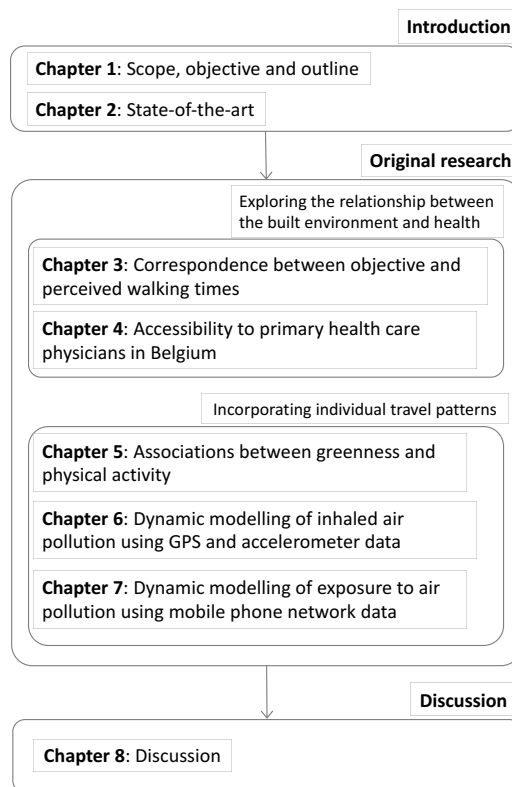 Introduction
Chapter 1: Scope, objective and outline
Chapter 2: State-of-the-art
Original research
Exploring the relationship between
the built environment and health
Chapter 3: Correspondence between objective and
perceived walking times
Chapter 4: Accessibility to primary health care
physicians in Belgium
Incorporating individual travel patterns
Chapter 5: Associations between greenness and
physical activity
Chapter 6: Dynamic modelling of inhaled air
pollution using GPS and accelerometer data
Chapter 7: Dynamic modelling of exposure to air
pollution using mobile phone network data
Discussion
Chapter 8: Discussion